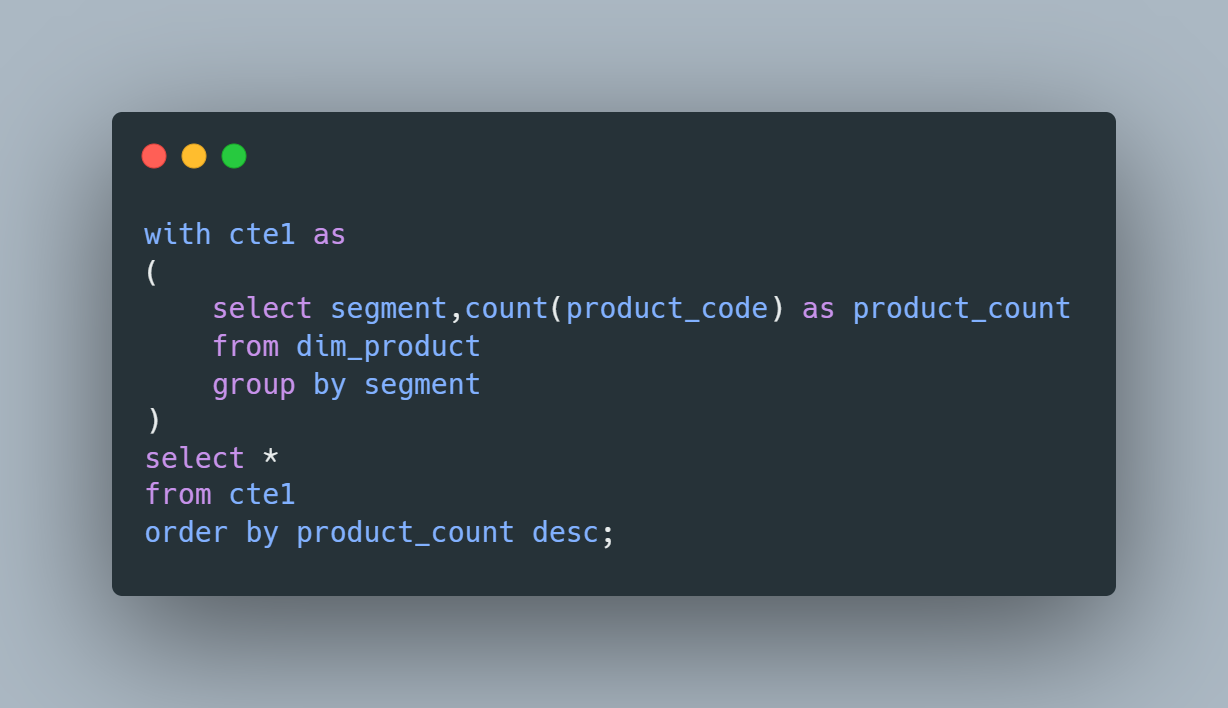 with cte1 as
(
    select segment,count(product_code) as product_count
    from dim_product
    group by segment
)
select *
from cte1
order by product_count desc;